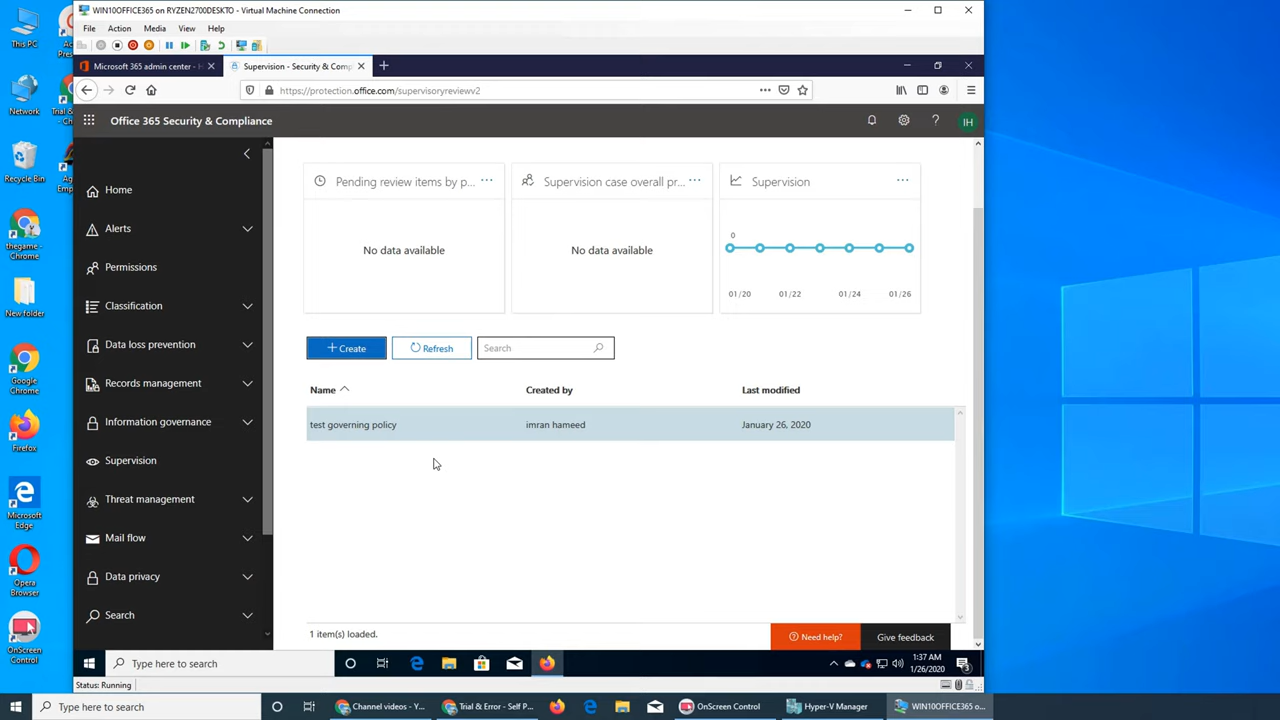 WIN10OFFICE365 on RYZEN2700DESKTO - Virtual Machine Connection
File Action Media View Help
Microsoft 365 admin center - H
Supervision - Security & Comp
https://protection.office.com/supervisoryreviewv2
Office 365 Security & Compliance
IH
Home
Alerts
Permissions
Classification
Data loss prevention
Records management
Information governance
Supervision
Threat management
Mail flow
Data privacy
Search
Pending review items by p...
No data available
Supervision case overall pr...
No data available
Supervision
0
01/20 01/22 01/24 01/26
Create
Refresh
Search
Name Created by Last modified
test governing policy imran hameed January 26, 2020
1 item(s) loaded.
Need help?
Give feedback
Type here to search
1:37 AM
1/26/2020
3
Status: Running
This PC
Network
Recycle Bin
thegame -
Chrome
New folder
Google
Chrome
Firefox
Microsoft
Edge
Opera
Browser
OnScreen
Control
Type here to search
Channel videos - Y...
Trial & Error - Self P...
OnScreen Control
Hyper-V Manager
WIN10OFFICE365 o...